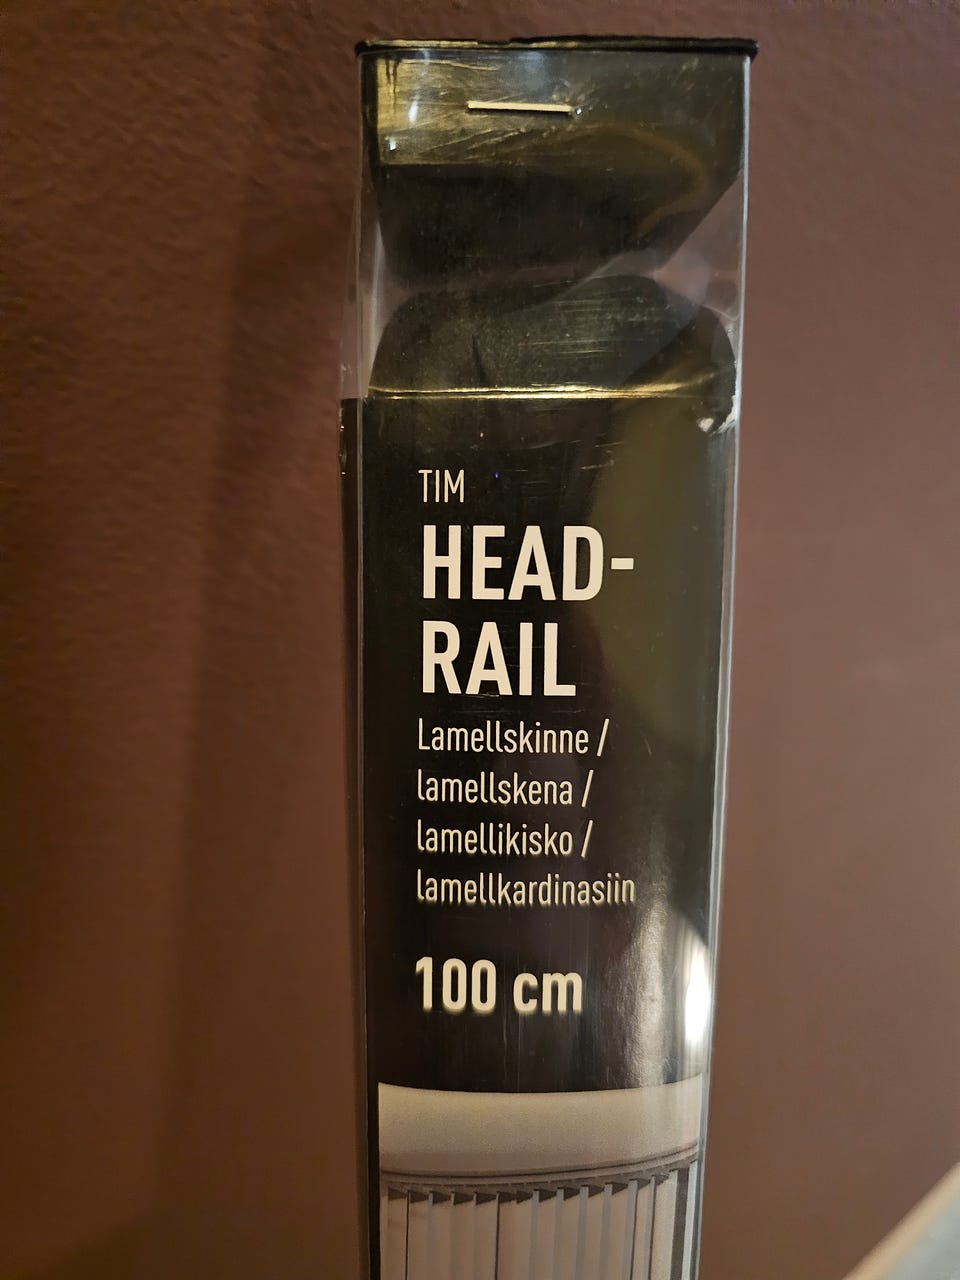 TIM
HEAD-
RAIL
Lamellskinne /
lamellskena /
lamellikisko /
lamellkardinasiin
100 cm